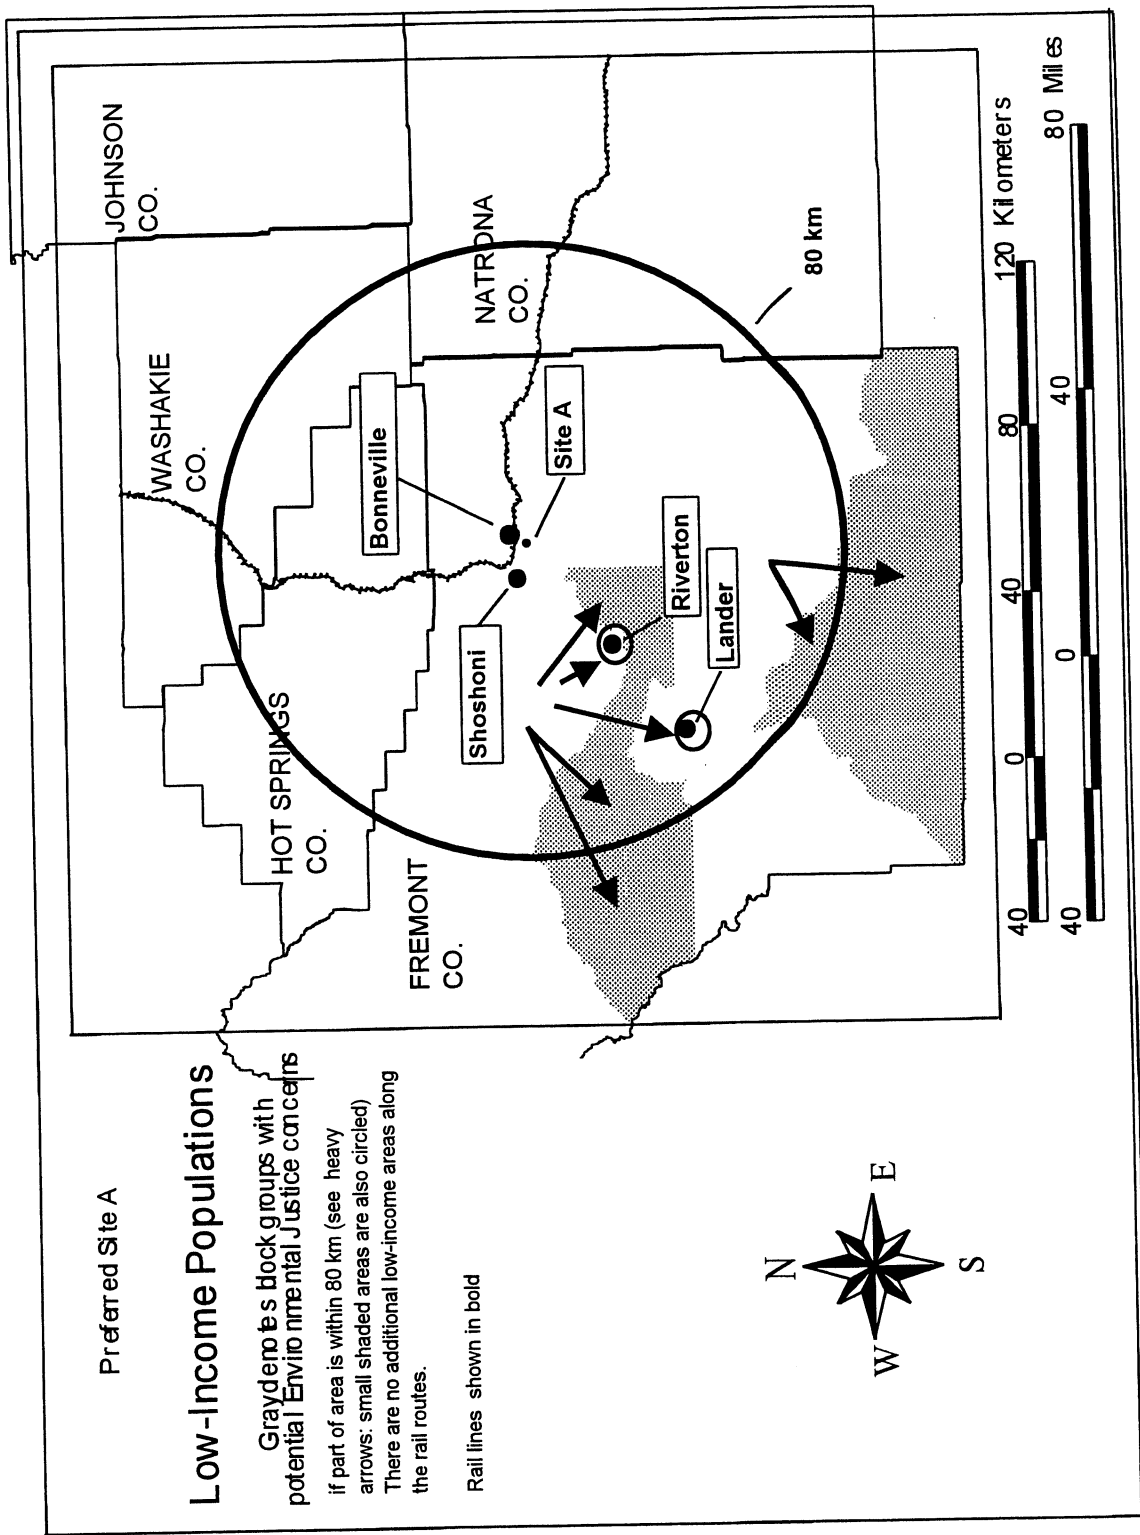 Preferred Site A
Low-Income Populations
Gray denotes block groups with
potential Environmental Justice concerns
if part of area is within 80 km (see heavy
arrows: small shaded areas are also circled)
There are no additional low-income areas along
the rail routes.
Rail lines shown in bold
N
W
E
S
JOHNSON
CO.
WASHAKIE
CO.
HOT SPRINGS
CO.
NATRONA
CO.
FREMONT
CO.
Bonneville
Site A
Shoshoni
Riverton
Lander
80 km
40
0
40
80
120 Kilometers
40
0
40
80 Miles